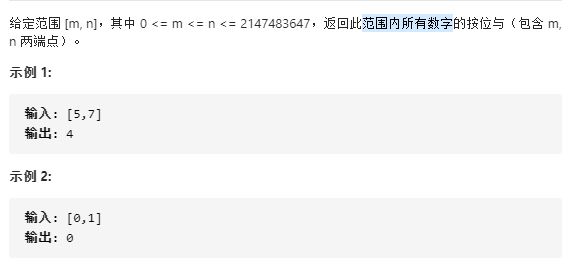 给定范围 [m, n]，其中 0 <= m <= n <= 2147483647，返回此范围内所有数字的按位与（包含 m,
n 两端点）。
示例 1:
输入: [5,7]
输出: 4
示例 2:
输入: [0,1]
输出: 0